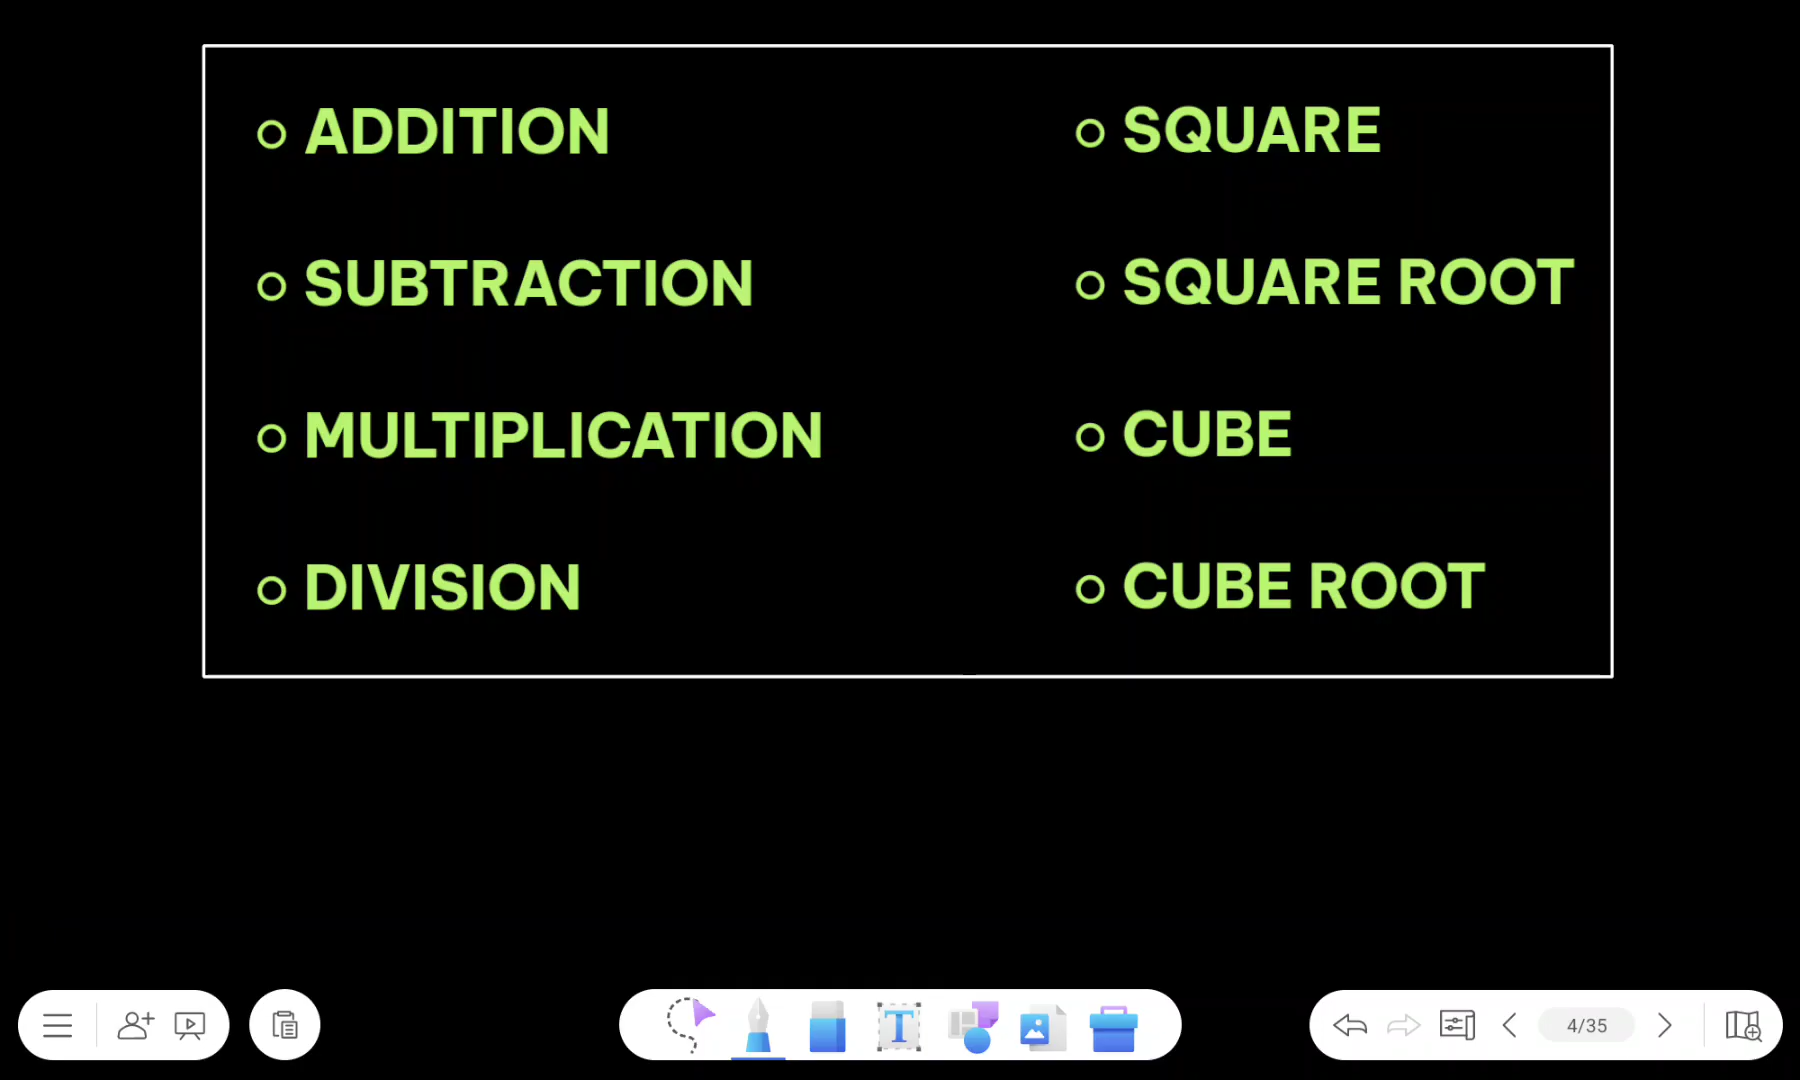 ADDITION
SUBTRACTION
MULTIPLICATION
DIVISION
SQUARE
SQUARE ROOT
CUBE
CUBE ROOT
T
4/35